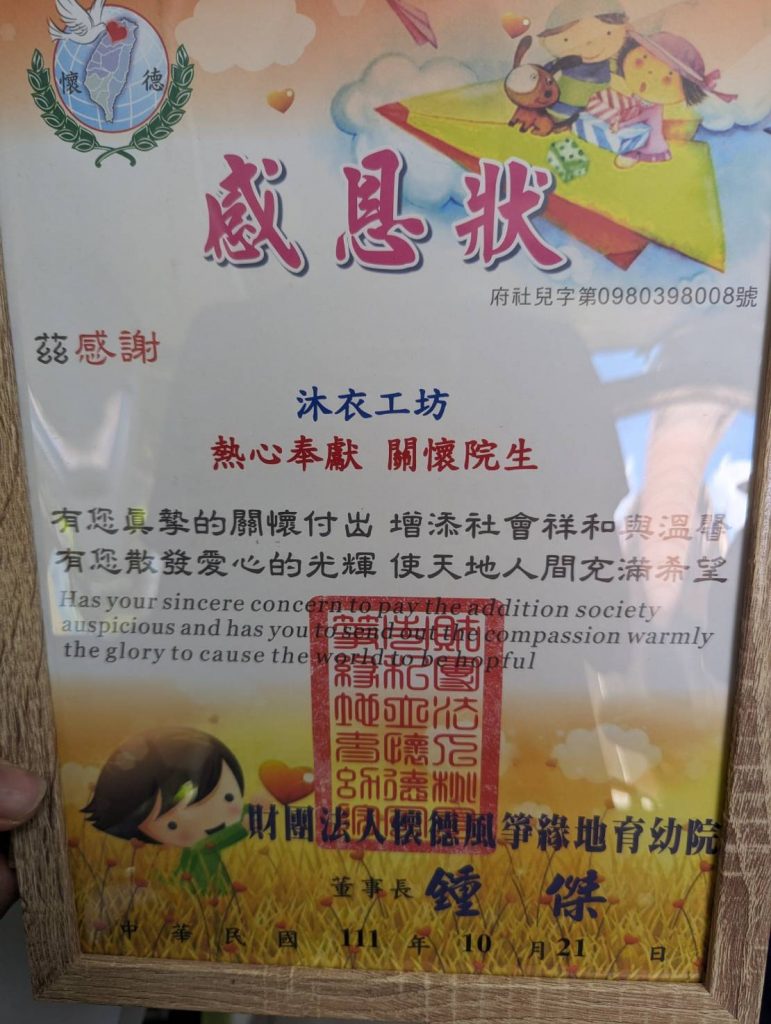 懷 德
感恩狀
府社兒字第0980398008號
茲感謝
沐衣工坊
熱心奉獻 關懷院生
有您真摯的關懷付出 增添社會祥和與溫馨
有您散發愛心的光輝 使天地人間充滿希望
Has your sincere concern to pay the addition society
auspicious and has you to send out the compassion warmly
the glory to cause the world to be hopful
財團法人懷德風箏緣地育幼院
董事長 鍾 傑
中華民國 111 年 10 月 21 日